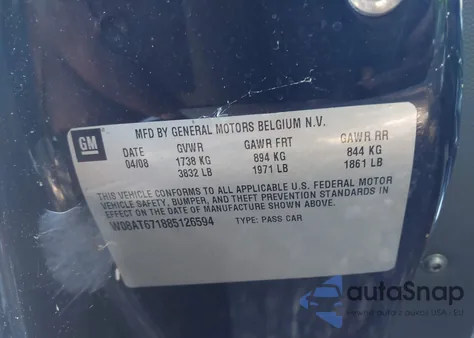 GM
MFD BY GENERAL MOTORS BELGIUM N.V.
DATE GVWR GAWR FRT GAWR RR
04/08 1738 KG 894 KG 844 KG
3832 LB 1971 LB 1861 LB
THIS VEHICLE CONFORMS TO ALL APPLICABLE U.S. FEDERAL MOTOR
VEHICLE SAFETY, BUMPER, AND THEFT PREVENTION STANDARDS IN
EFFECT ON THE DATE OF MANUFACTURE SHOWN ABOVE.
W08AT671885126594 TYPE: PASS CAR
autoSnap